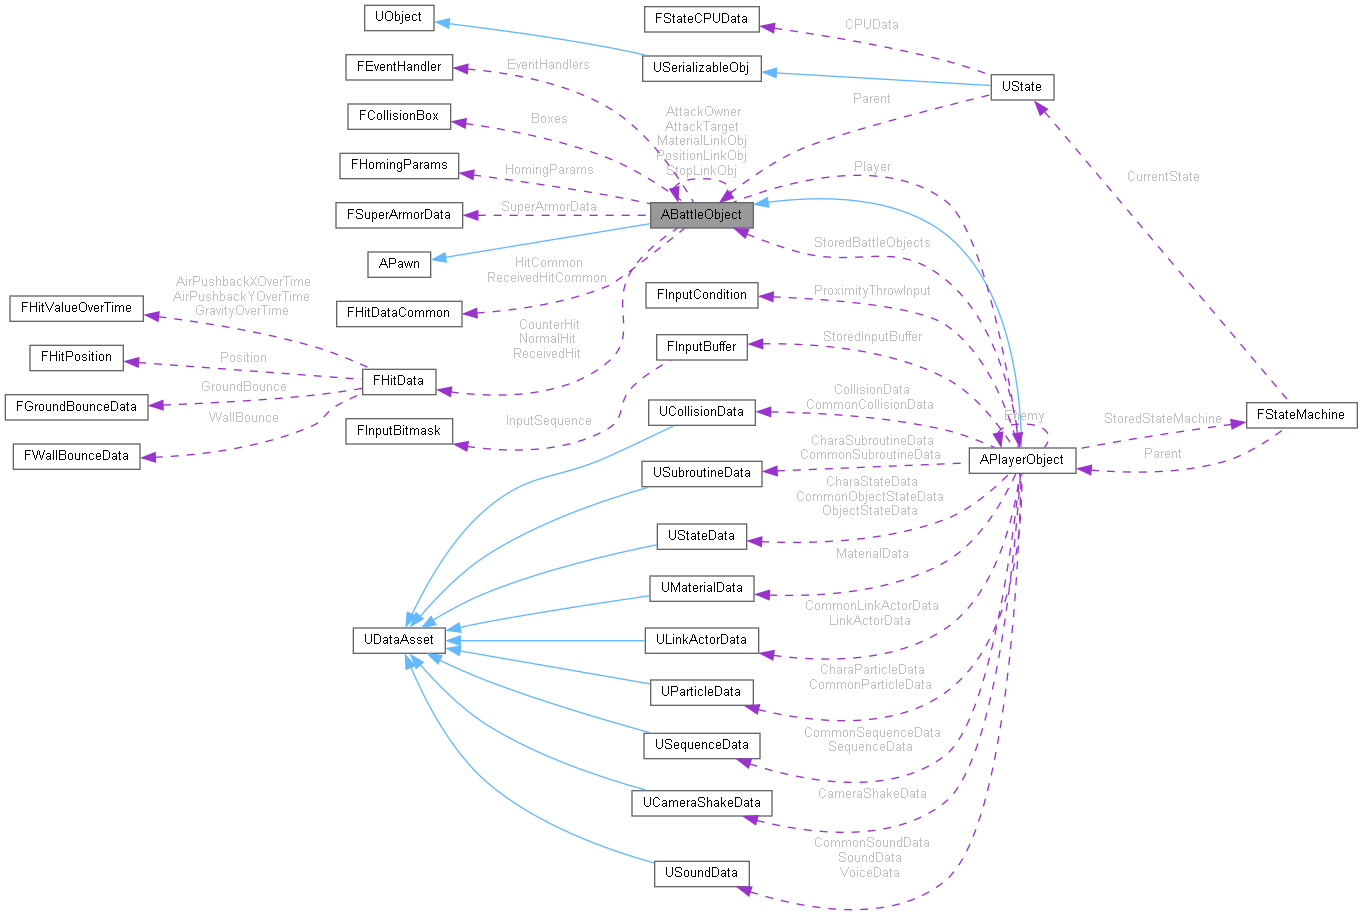 UObject
FStateCPUData
CPUData
FEventHandler
EventHandlers
USerializableObj
UState
FCollisionBox
Boxes
AttackOwner
AttackTarget
MaterialLinkObj
PositionLinkObj
StopLinkObj
Parent
FHomingParams
HomingParams
Player
CurrentState
FSuperArmorData
SuperArmorData
ABattleObject
StoredBattleObjects
APawn
HitCommon
ReceivedHitCommon
AirPushbackXOverTime
AirPushbackYOverTime
GravityOverTime
FHitValueOverTime
FHitDataCommon
FInputCondition
ProximityThrowInput
CounterHit
NormalHit
ReceivedHit
FInputBuffer
StoredInputBuffer
FHitPosition
Position
FHitData
GroundBounce
FGroundBounceData
WallBounce
FInputBitmask
InputSequence
UCollisionData
CollisionData
CommonCollisionData
Enemy
StoredStateMachine
FStateMachine
FWallBounceData
USubroutineData
CharaSubroutineData
CommonSubroutineData
APlayerObject
Parent
CharaStateData
CommonObjectStateData
ObjectStateData
UStateData
MaterialData
UMaterialData
CommonLinkActorData
LinkActorData
UDataAsset
ULinkActorData
CharaParticleData
CommonParticleData
UParticleData
CommonSequenceData
SequenceData
USequenceData
CameraShakeData
UCameraShakeData
CommonSoundData
SoundData
VoiceData
USoundData